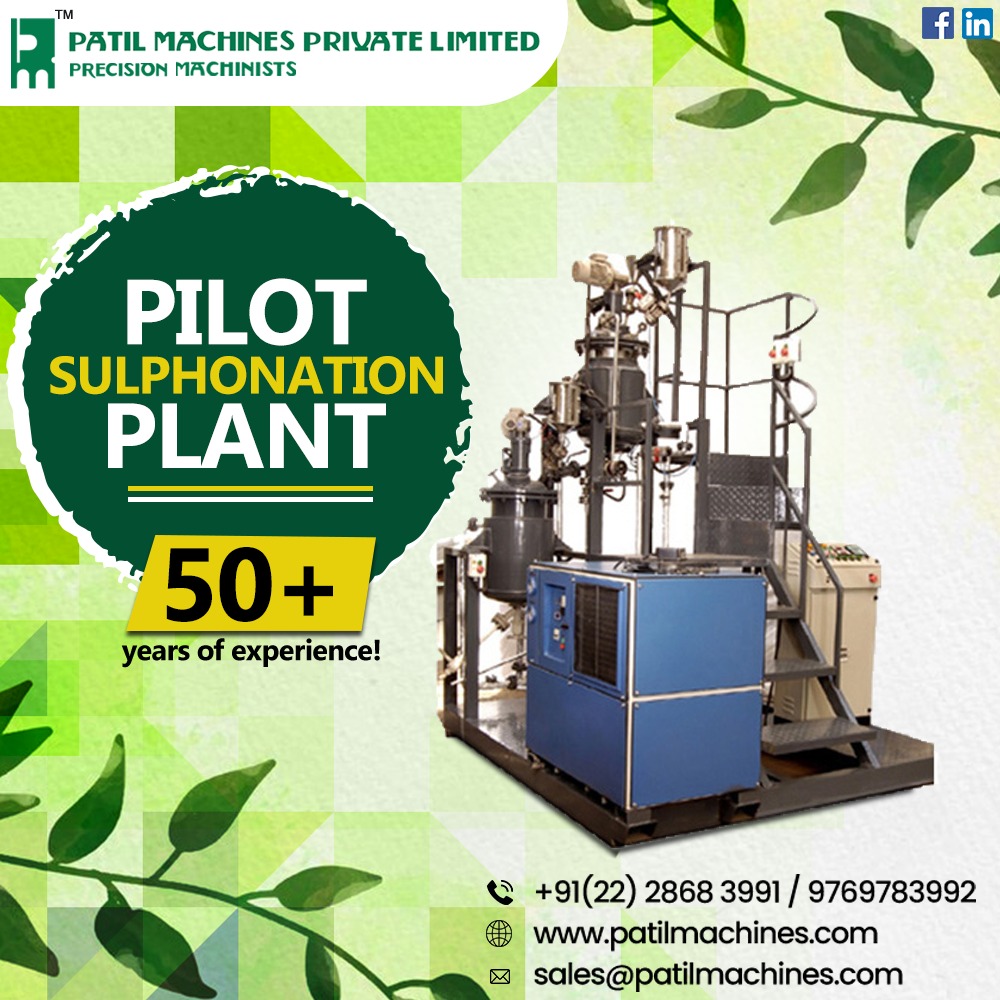 TM
PATIL MACHINES PRIVATE LIMITED
PRECISION MACHINISTS
f in
PILOT
SULPHONATION
PLANT
50+
years of experience!
+91(22) 2868 3991 / 9769783992
www.patilmachines.com
sales@patilmachines.com